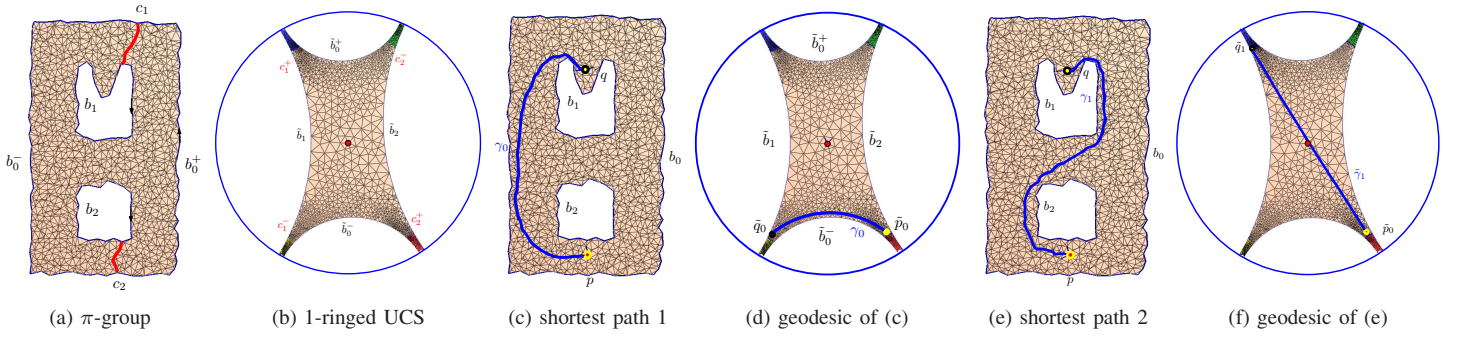 c₁
b₁
b₀⁻
b₀⁺
b₂
c₂
(a) π-group
b̃₀⁺
c₁⁺
c₂⁻
b̃₁
b̃₂
c₁⁻
c₂⁺
b̃₀⁻
(b) 1-ringed UCS
q
b₁
γ₀
b₀
b₂
p
(c) shortest path 1
b̃₀⁺
b̃₁
b̃₂
q̃₀
p̃₀
γ̃₀
b̃₀⁻
(d) geodesic of (c)
q
b₁
γ₁
b₀
b₂
p
(e) shortest path 2
q̃₁
γ̃₁
p̃₀
(f) geodesic of (e)